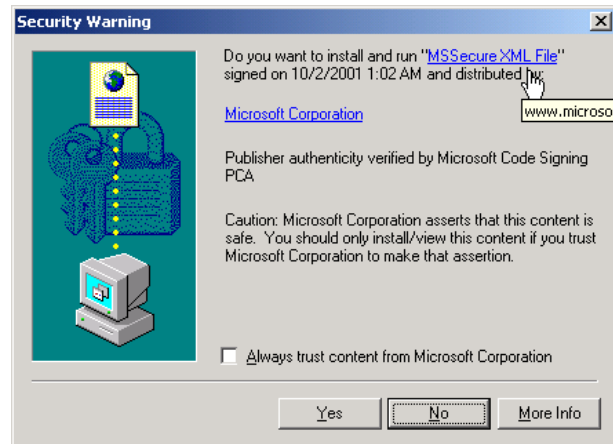 Security Warning
Do you want to install and run "MSSecure XML File"
signed on 10/2/2001 1:02 AM and distributed by:
Microsoft Corporation
www.microso
Publisher authenticity verified by Microsoft Code Signing
PCA
Caution: Microsoft Corporation asserts that this content is
safe. You should only install/view this content if you trust
Microsoft Corporation to make that assertion.
Always trust content from Microsoft Corporation
Yes
No
More Info